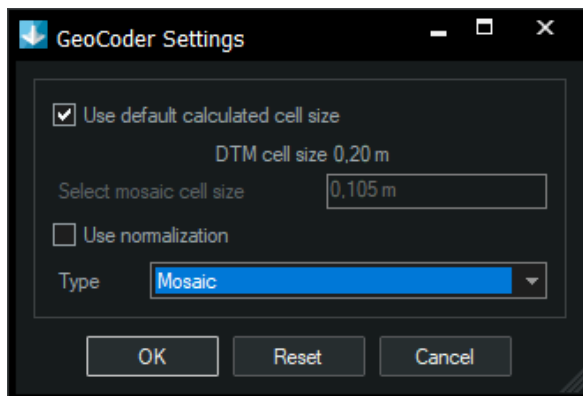 GeoCoder Settings
Use default calculated cell size
DTM cell size 0,20 m
Select mosaic cell size 0,105 m
Use normalization
Type Mosaic
OK Reset Cancel